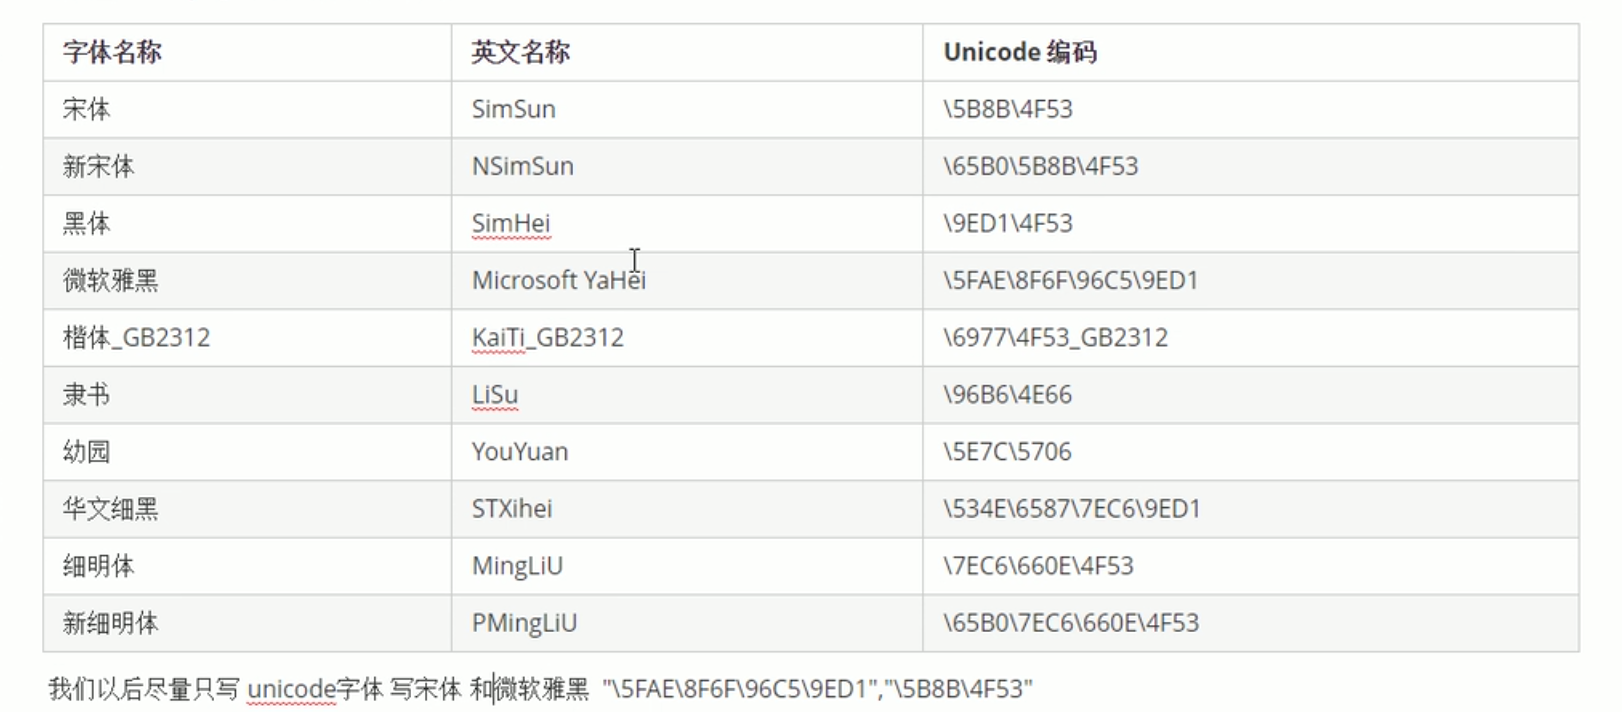 字体名称 英文名称 Unicode 编码
宋体 SimSun \5B8B\4F53
新宋体 NSimSun \65B0\5B8B\4F53
黑体 SimHei \9ED1\4F53
微软雅黑 Microsoft YaHei \5FAE\8F6F\96C5\9ED1
楷体_GB2312 KaiTi_GB2312 \6977\4F53_GB2312
隶书 LiSu \96B6\4E66
幼园 YouYuan \5E7C\5706
华文细黑 STXihei \534E\6587\7EC6\9ED1
细明体 MingLiU \7EC6\660E\4F53
新细明体 PMingLiU \65B0\7EC6\660E\4F53
我们以后尽量只写 unicode字体 写宋体 和微软雅黑 "\5FAE\8F6F\96C5\9ED1","\5B8B\4F53"